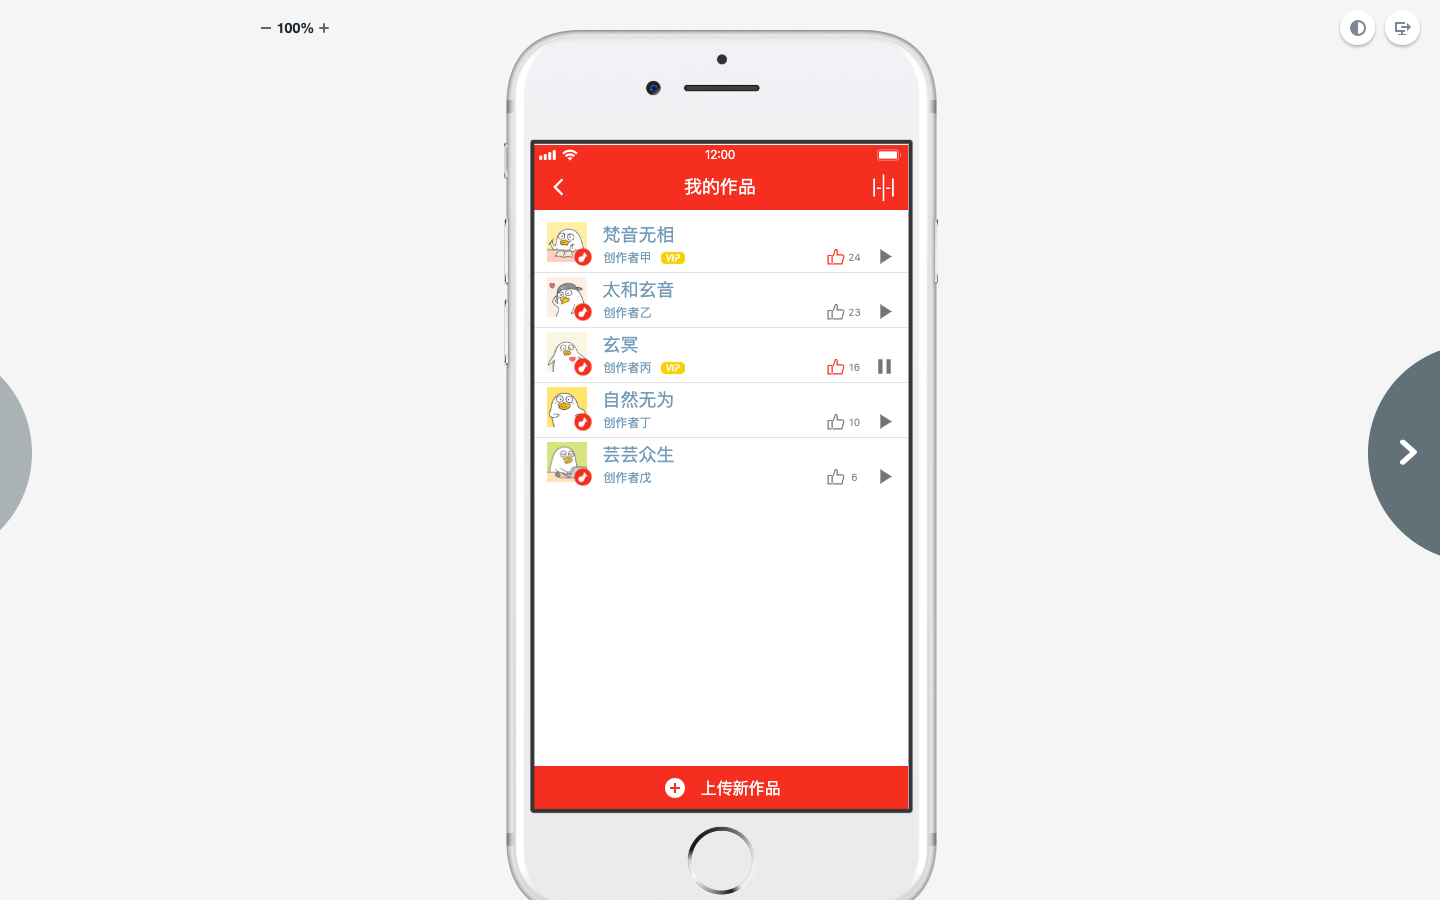 100%
12:00
我的作品
梵音无相
创作者甲 VIP 24
太和玄音
创作者乙 23
玄冥
创作者丙 VIP 16
自然无为
创作者丁 10
芸芸众生
创作者戊 6
上传新作品